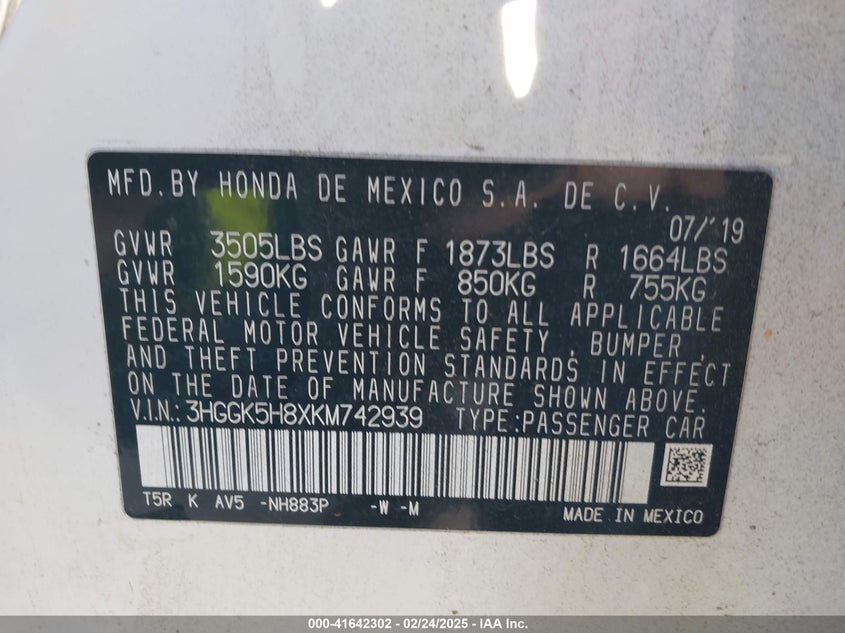 MFD.BY HONDA DE MEXICO S.A. DE C.V.
07/'19
GVWR 3505LBS GAWR F 1873LBS R 1664LBS
GVWR 1590KG GAWR F 850KG R 755KG
THIS VEHICLE CONFORMS TO ALL APPLICABLE
FEDERAL MOTOR VEHICLE SAFETY, BUMPER,
AND THEFT PREVENTION STANDARDS IN EFFECT
ON THE DATE OF MANUFACTURE SHOWN ABOVE.
V.I.N.:3HGGK5H8XKM742939 TYPE:PASSENGER CAR
T5R K AV5 -NH883P -W -M
MADE IN MEXICO
000-41642302 - 02/24/2025 - IAA Inc.